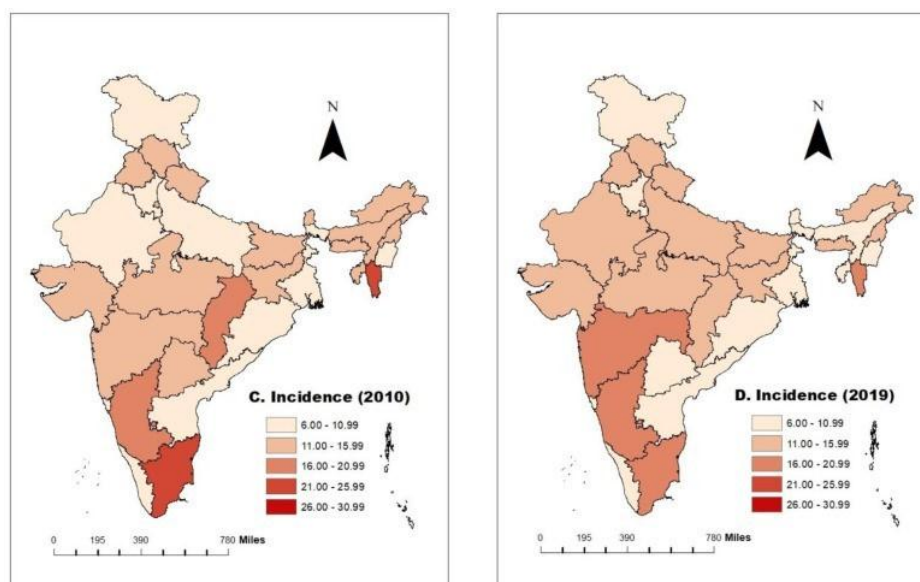 N
C. Incidence (2010)
6.00 - 10.99
11.00 - 15.99
16.00 - 20.99
21.00 - 25.99
26.00 - 30.99
0 195 390 780 Miles
N
D. Incidence (2019)
6.00 - 10.99
11.00 - 15.99
16.00 - 20.99
21.00 - 25.99
26.00 - 30.99
0 195 390 780 Miles